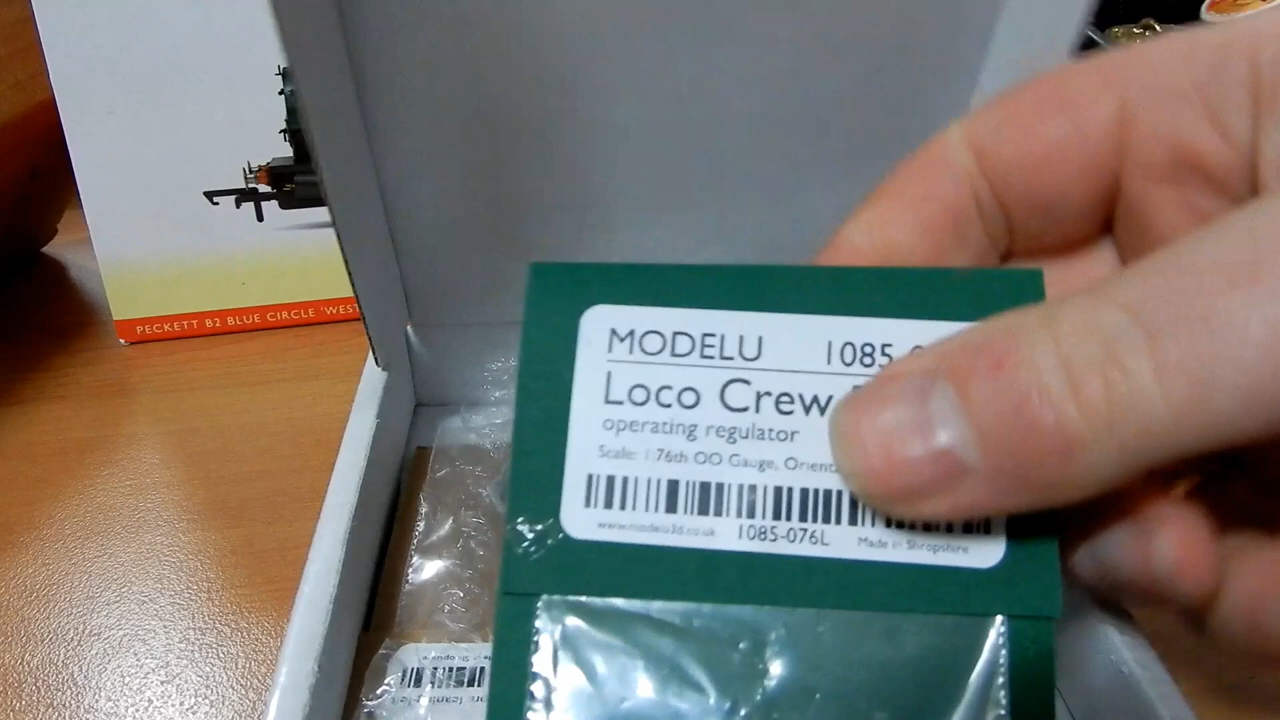 PECKETT B2 BLUE CIRCLE 'WEST
MODELU 1085-0
Loco Crew
operating regulator
Scale: 1:76th OO Gauge, Orient
www.modelu3d.co.uk 1085-076L Made in Shropshire